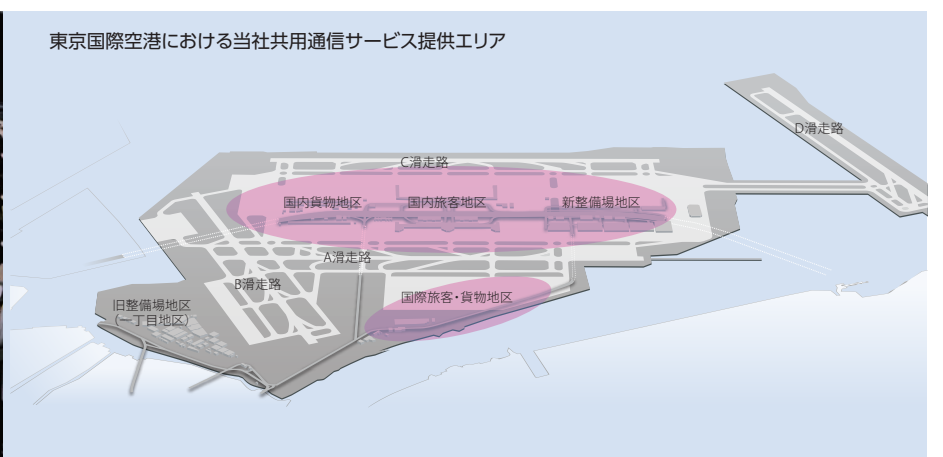 東京国際空港における当社共用通信サービス提供エリア
D滑走路
C滑走路
国内貨物地区
国内旅客地区
新整備場地区
A滑走路
B滑走路
国際旅客・貨物地区
旧整備場地区
（一丁目地区）